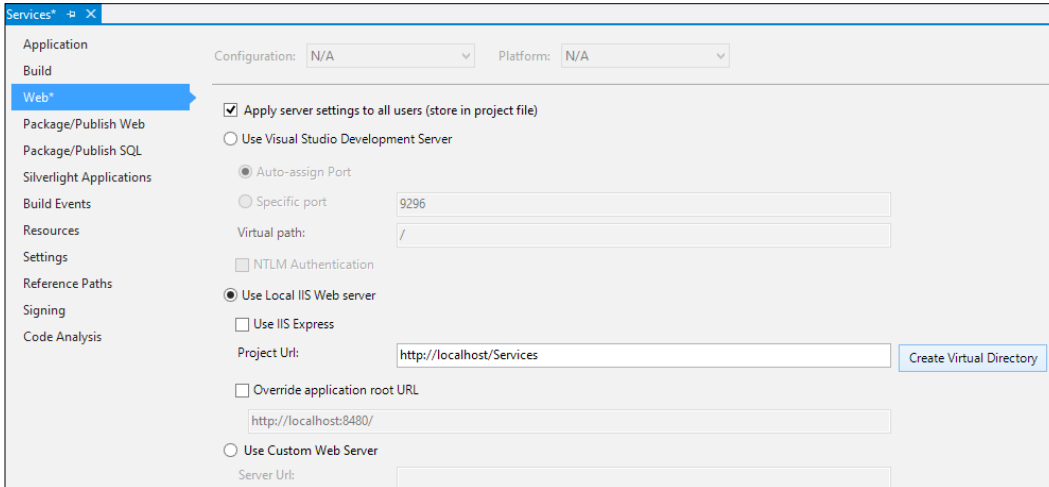 Services*
Application
Build
Web*
Package/Publish Web
Package/Publish SQL
Silverlight Applications
Build Events
Resources
Settings
Reference Paths
Signing
Code Analysis
Configuration: N/A Platform: N/A
Apply server settings to all users (store in project file)
Use Visual Studio Development Server
Auto-assign Port
Specific port 9296
Virtual path: /
NTLM Authentication
Use Local IIS Web server
Use IIS Express
Project Url: http://localhost/Services Create Virtual Directory
Override application root URL
http://localhost:8480/
Use Custom Web Server
Server Url: